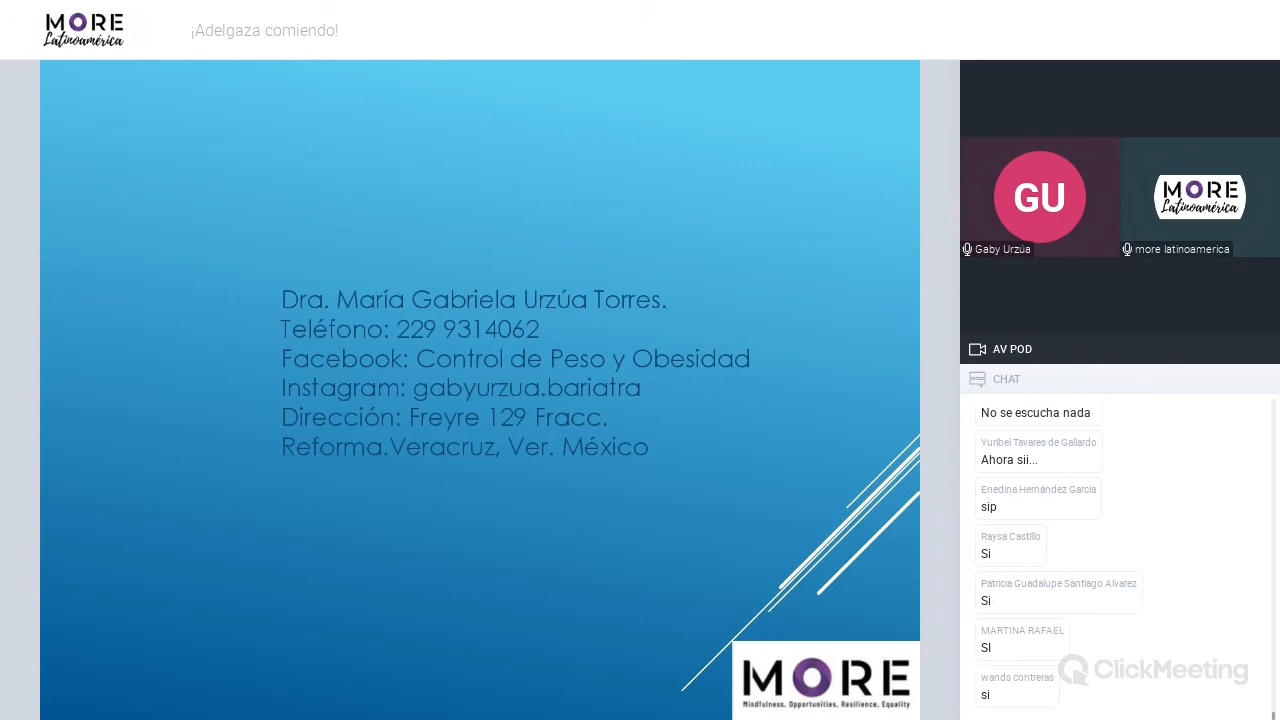 MORE
Latinoamérica
¡Adelgaza comiendo!
Dra. María Gabriela Urzúa Torres.
Teléfono: 229 9314062
Facebook: Control de Peso y Obesidad
Instagram: gabyurzua.bariatra
Dirección: Freyre 129 Fracc.
Reforma.Veracruz, Ver. México
MORE
Mindfulness, Opportunities, Resilience, Equality
GU
Gaby Urzúa
MORE
Latinoamérica
more latinoamerica
AV POD
CHAT
No se escucha nada
Yuribel Tavares de Gallardo
Ahora sii...
Enedina Hernández García
sip
Raysa Castillo
Si
Patricia Guadalupe Santiago Alvarez
Si
MARTINA RAFAEL
SI
wands contreras
si
ClickMeeting